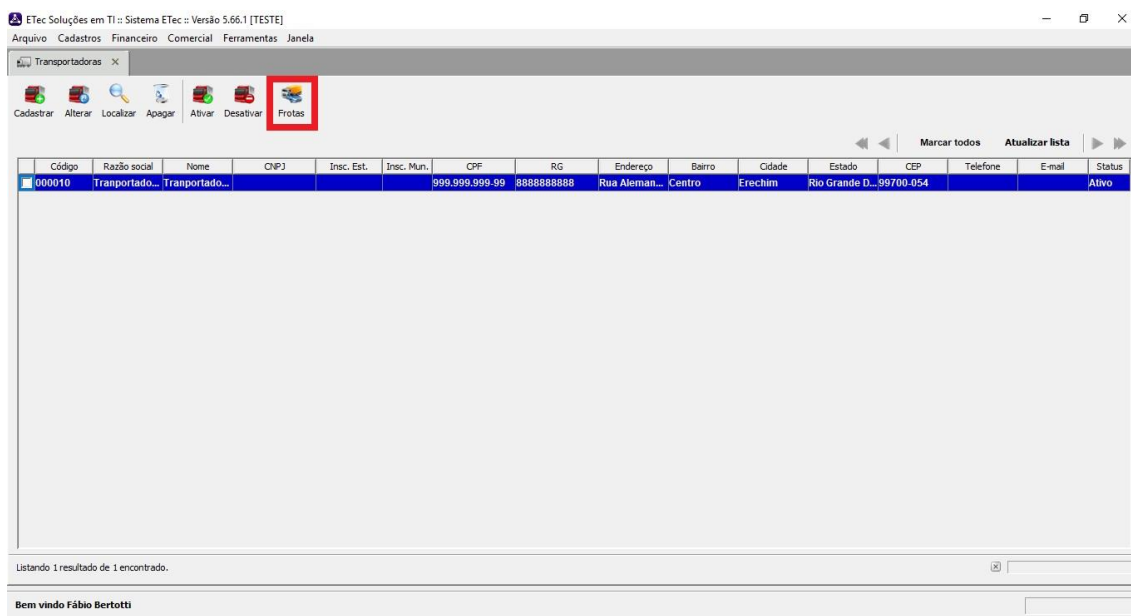 ETec Soluções em TI :: Sistema ETec :: Versão 5.66.1 [TESTE]
Arquivo Cadastros Financeiro Comercial Ferramentas Janela
Transportadoras
Cadastrar Alterar Localizar Apagar Ativar Desativar Frotas
Marcar todos Atualizar lista
Código Razão social Nome CNPJ Insc. Est. Insc. Mun. CPF RG Endereço Bairro Cidade Estado CEP Telefone E-mail Status
000010 Tranportado... Tranportado... 999.999.999-99 8888888888 Rua Aleman... Centro Erechim Rio Grande D... 99700-054 Ativo
Listando 1 resultado de 1 encontrado.
Bem vindo Fábio Bertotti